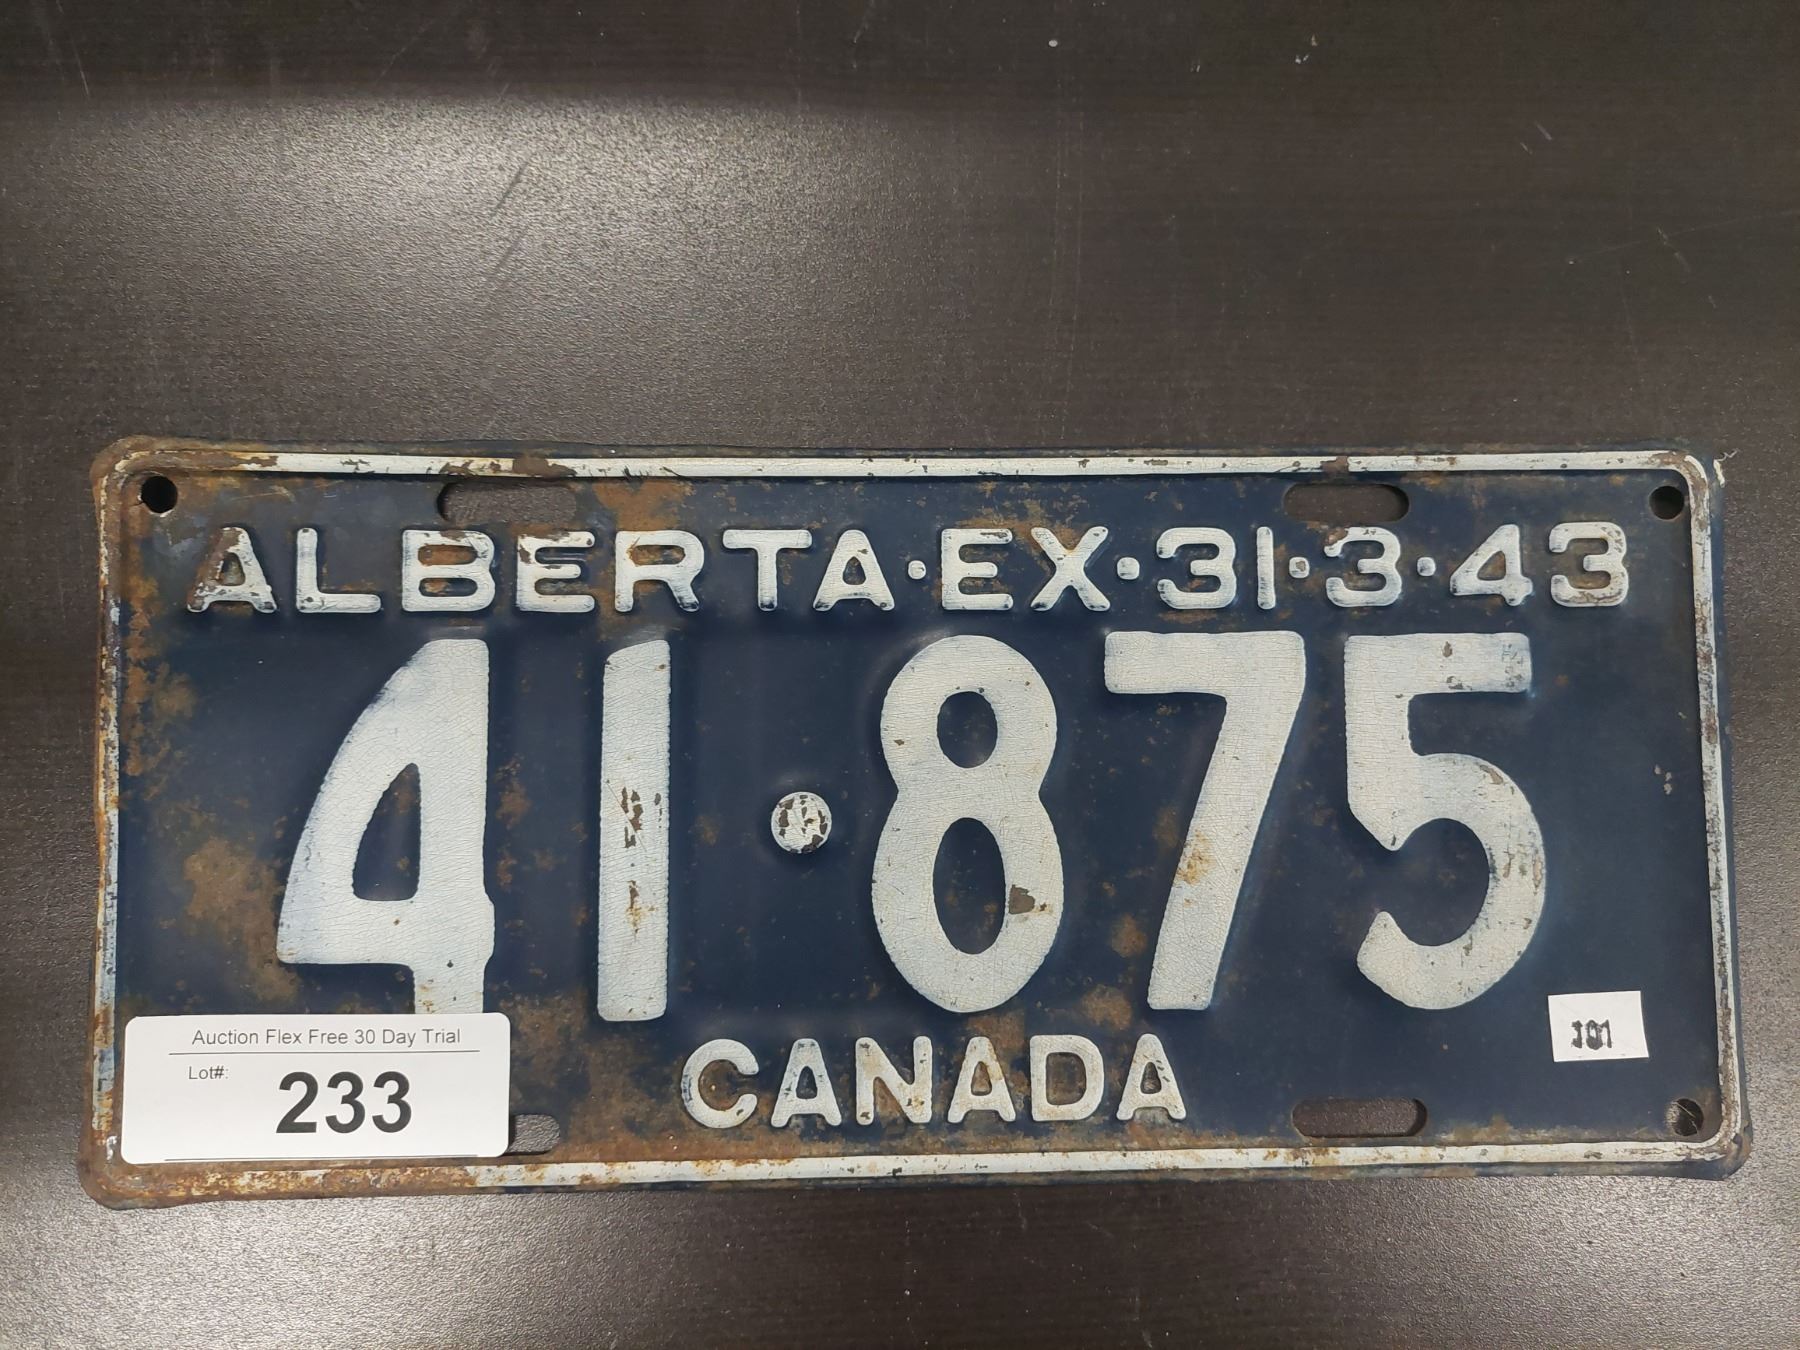 ALBERTA·EX·31·3·43
41·875
CANADA
Auction Flex Free 30 Day Trial
Lot#: 233